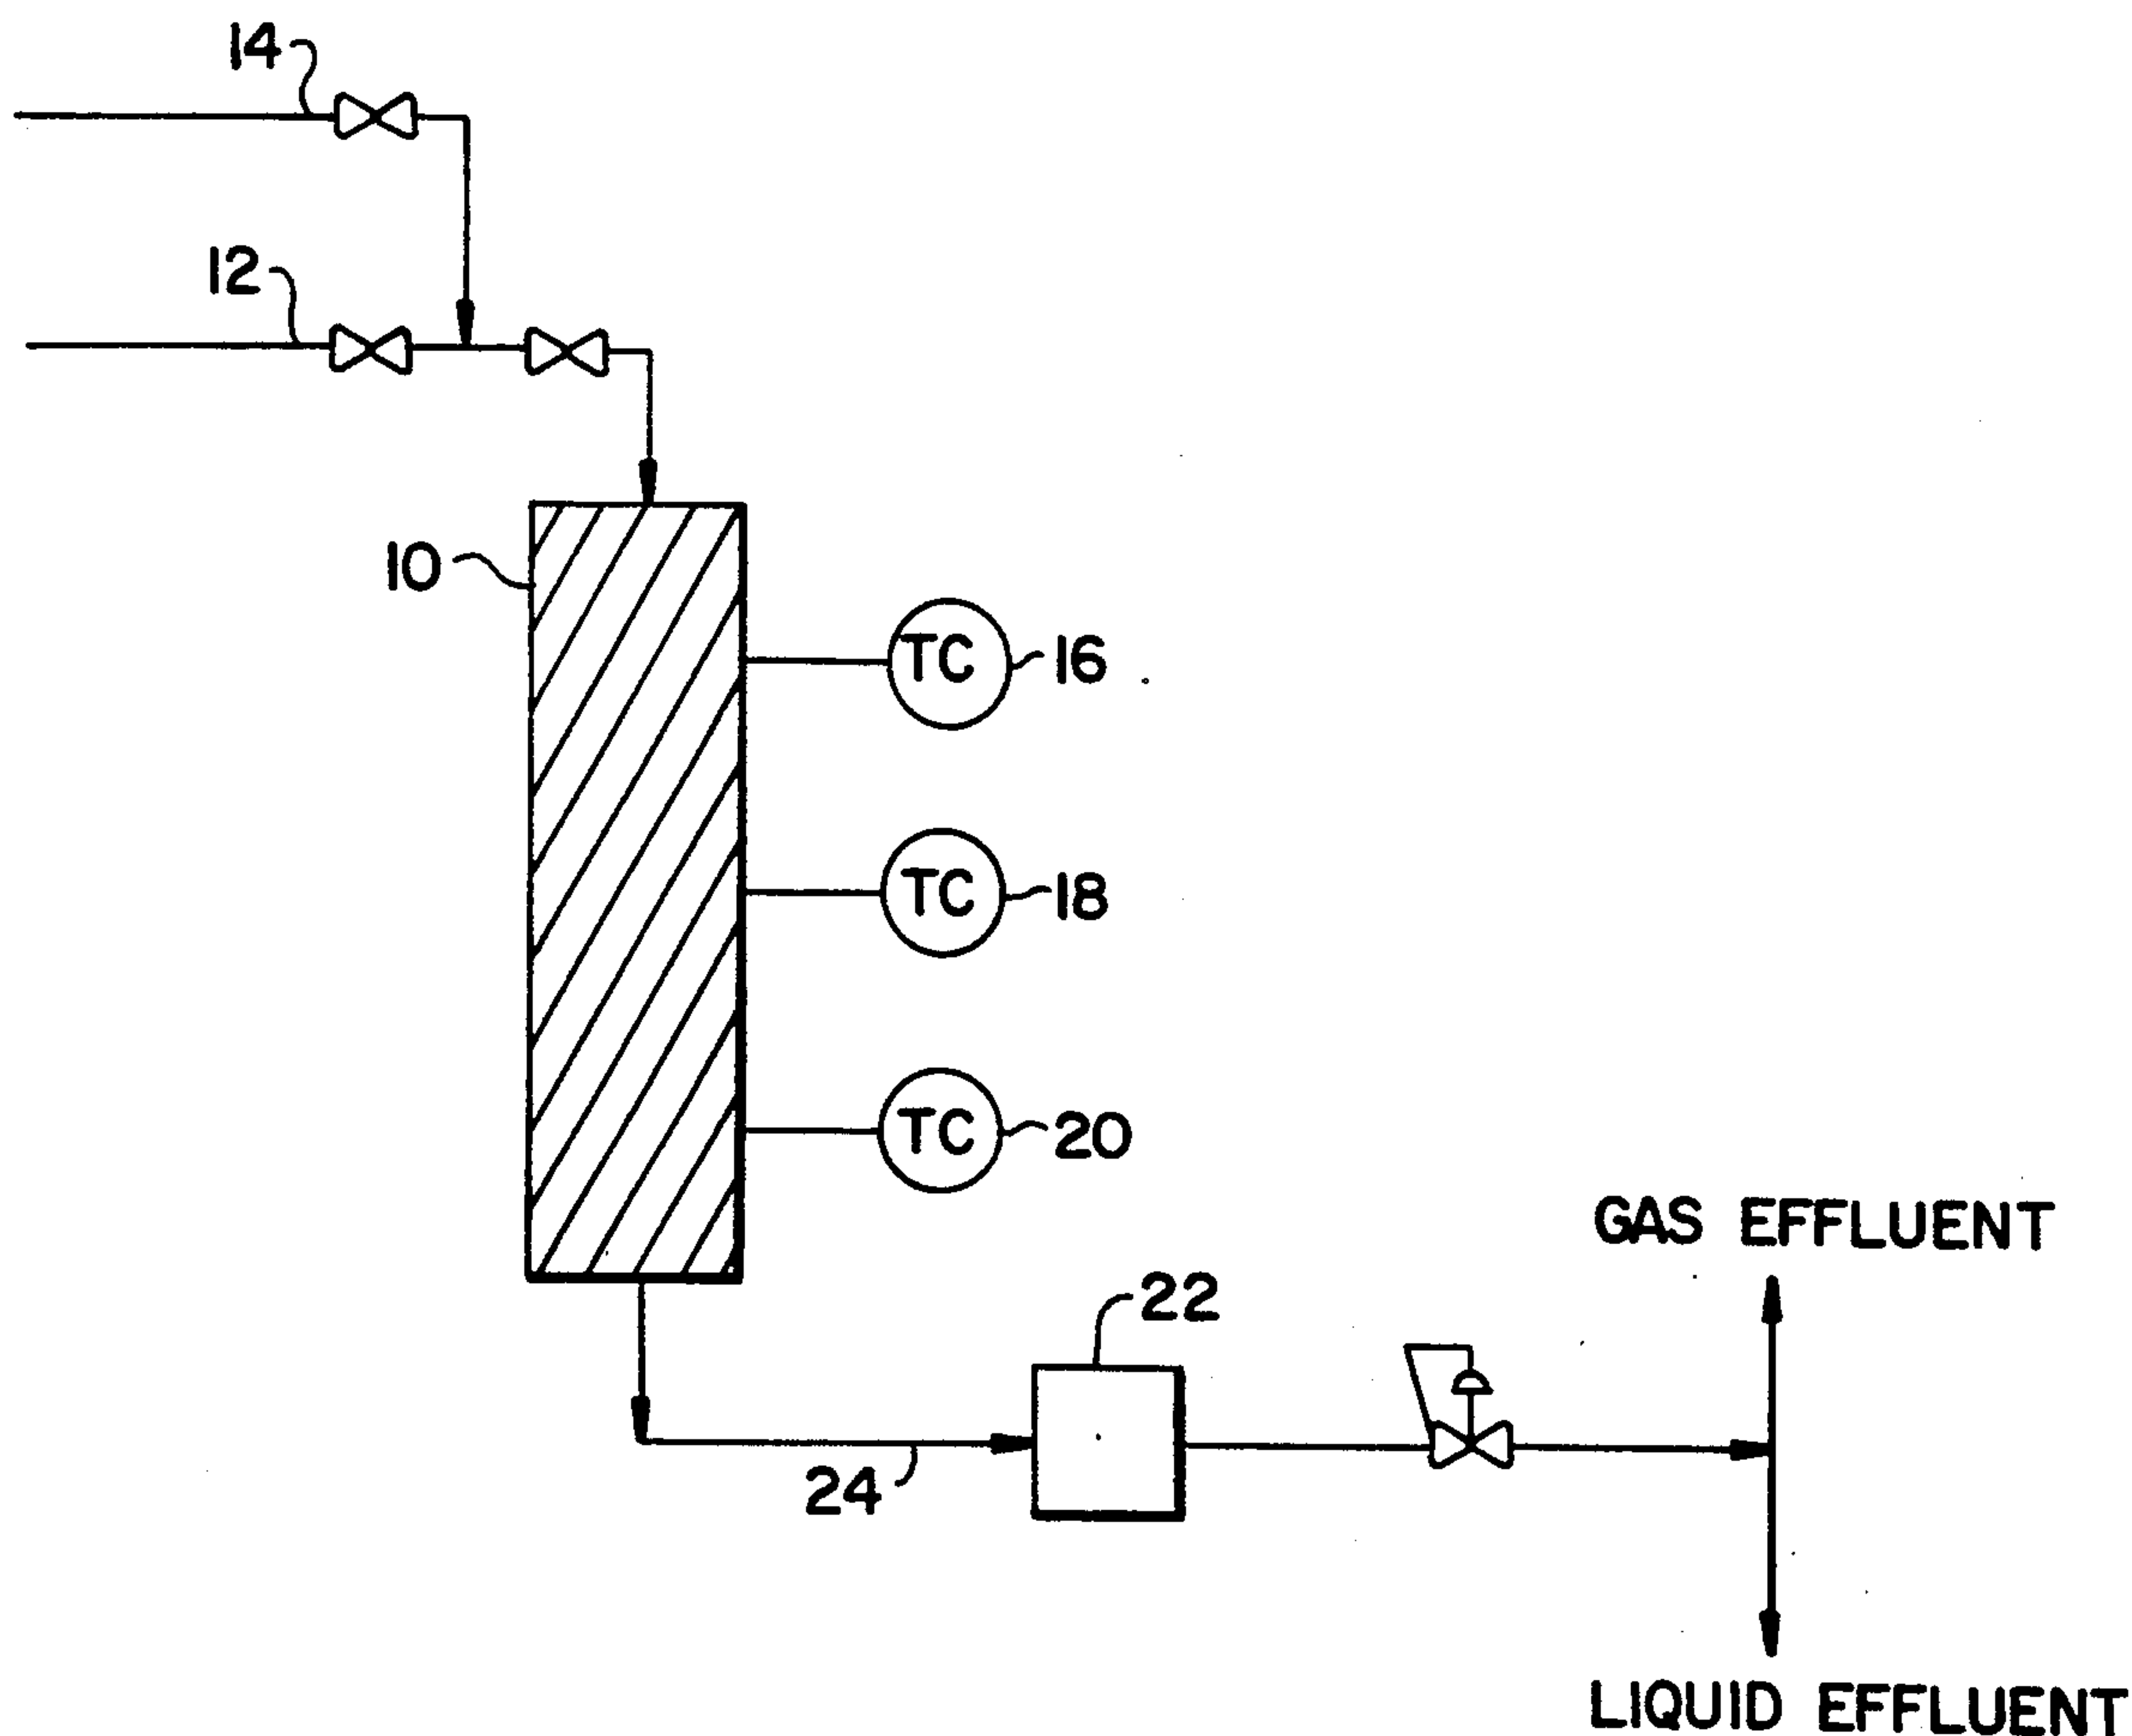 14
12
10
TC 16
TC 18
TC 20
GAS EFFLUENT
22
24
LIQUID EFFLUENT